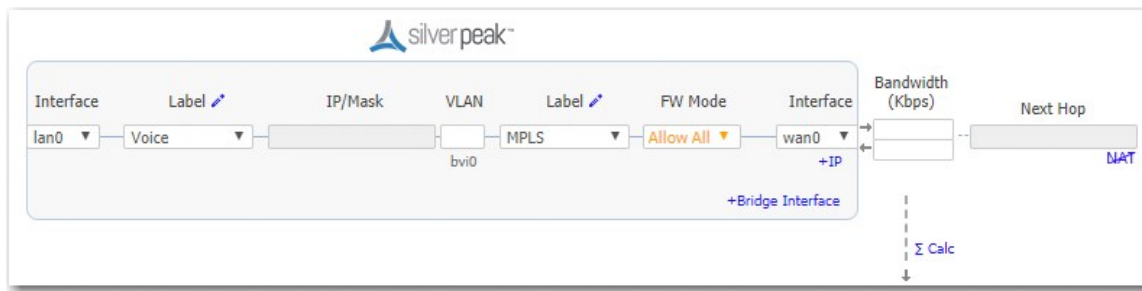 silver peak™
Interface Label IP/Mask VLAN Label FW Mode Interface Bandwidth (Kbps) Next Hop
lan0 Voice MPLS Allow All wan0
bvi0 +IP NAT
+Bridge Interface
Σ Calc